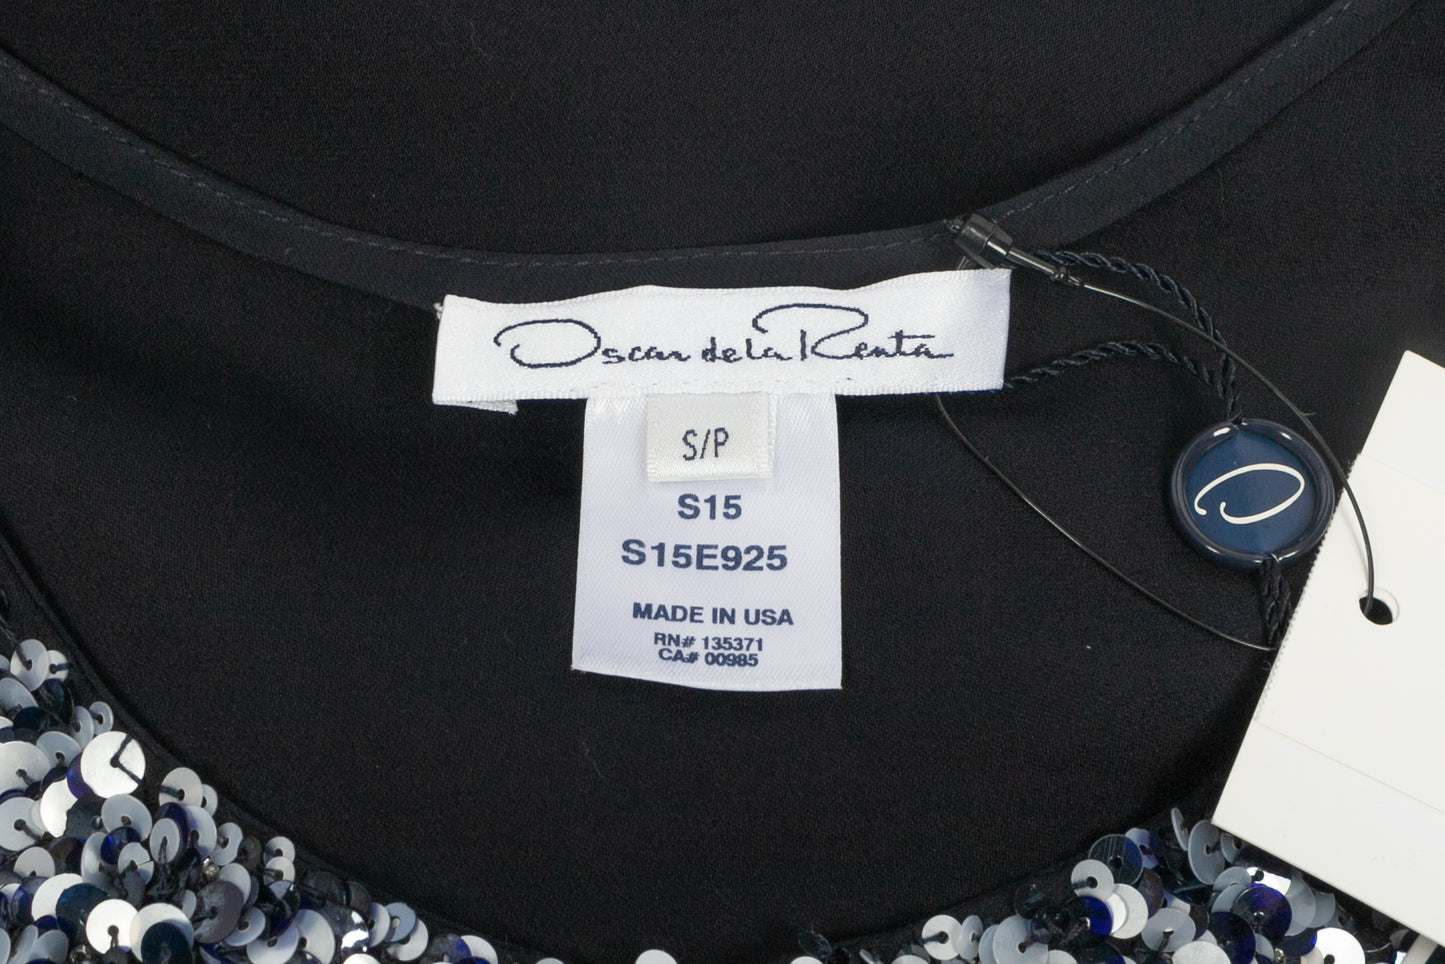 Oscar de la Renta
S/P
S15
S15E925
MADE IN USA
RN# 135371
CA# 00985
O